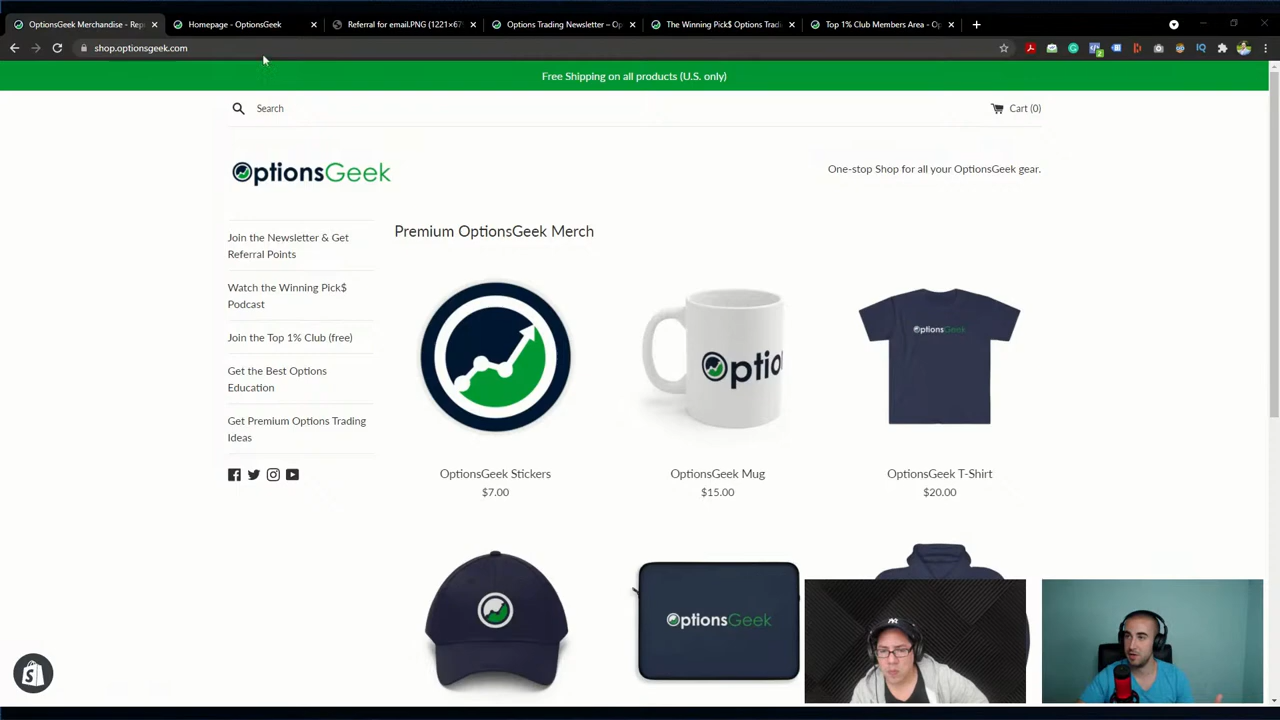 OptionsGeek Merchandise - Rep
Homepage - OptionsGeek
Referral for email.PNG (1221×67
Options Trading Newsletter – Op
The Winning Pick$ Options Tradi
Top 1% Club Members Area - Op
shop.optionsgeek.com
Free Shipping on all products (U.S. only)
Search
Cart (0)
OptionsGeek
One-stop Shop for all your OptionsGeek gear.
Join the Newsletter & Get
Referral Points
Watch the Winning Pick$
Podcast
Join the Top 1% Club (free)
Get the Best Options
Education
Get Premium Options Trading
Ideas
Premium OptionsGeek Merch
Optio
OptionsGeek
OptionsGeek Stickers
$7.00
OptionsGeek Mug
$15.00
OptionsGeek T-Shirt
$20.00
OptionsGeek